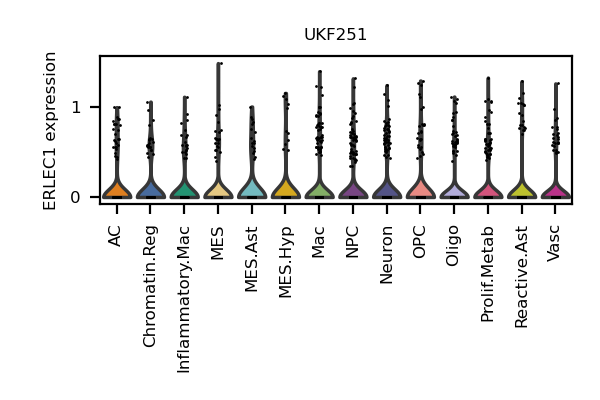 UKF251
ERLEC1 expression
1
0
AC
Chromatin.Reg
Inflammatory.Mac
MES
MES.Ast
MES.Hyp
Mac
NPC
Neuron
OPC
Oligo
Prolif.Metab
Reactive.Ast
Vasc